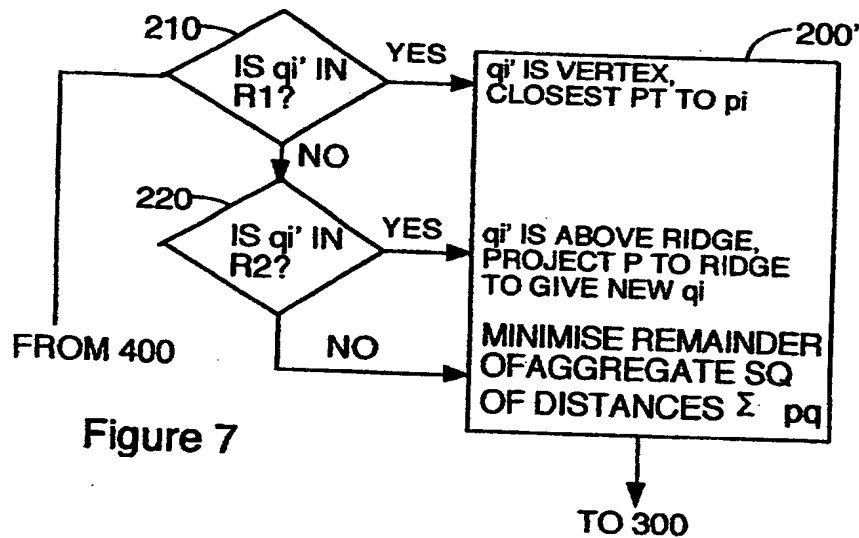 210
200'
IS qi' IN
R1?
YES
qi' IS VERTEX,
CLOSEST PT TO pi
NO
220
IS qi' IN
R2?
YES
qi' IS ABOVE RIDGE,
PROJECT P TO RIDGE
TO GIVE NEW qi
FROM 400
NO
MINIMISE REMAINDER
OFAGGREGATE SQ
OF DISTANCES Σ pq
Figure 7
TO 300